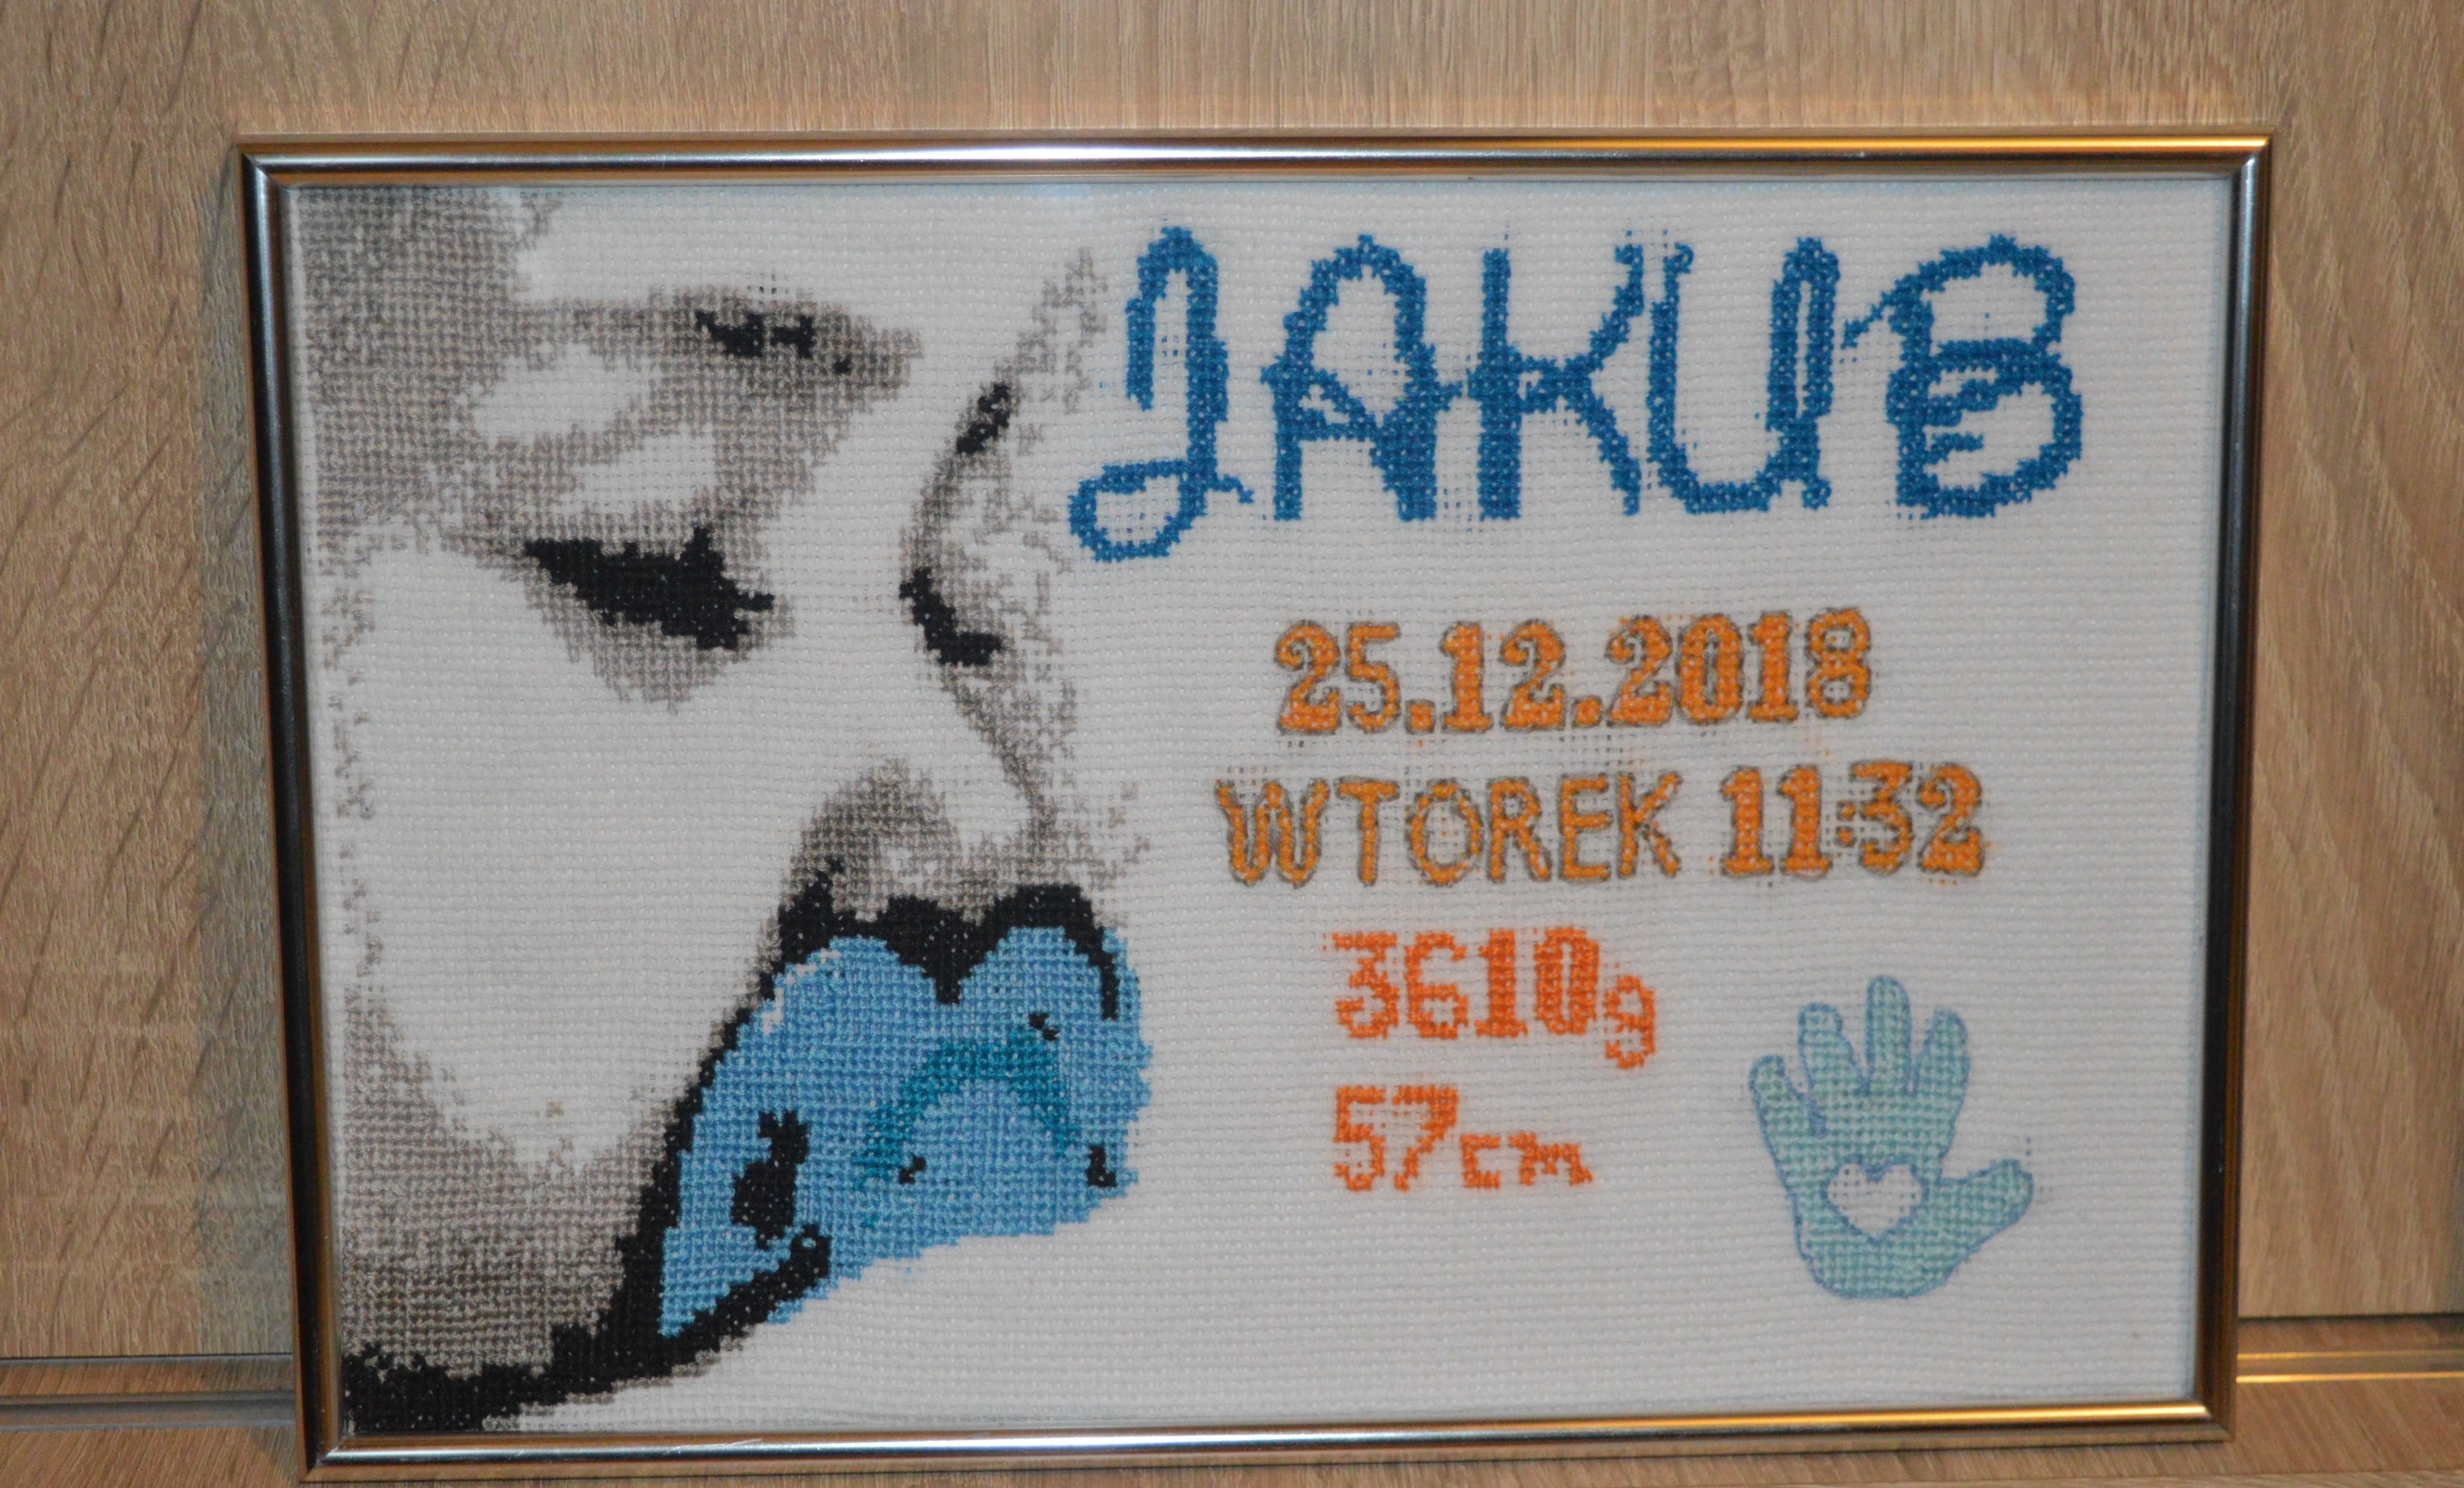 JAKUB
25.12.2018
WTOREK 11:32
3610g
57cm